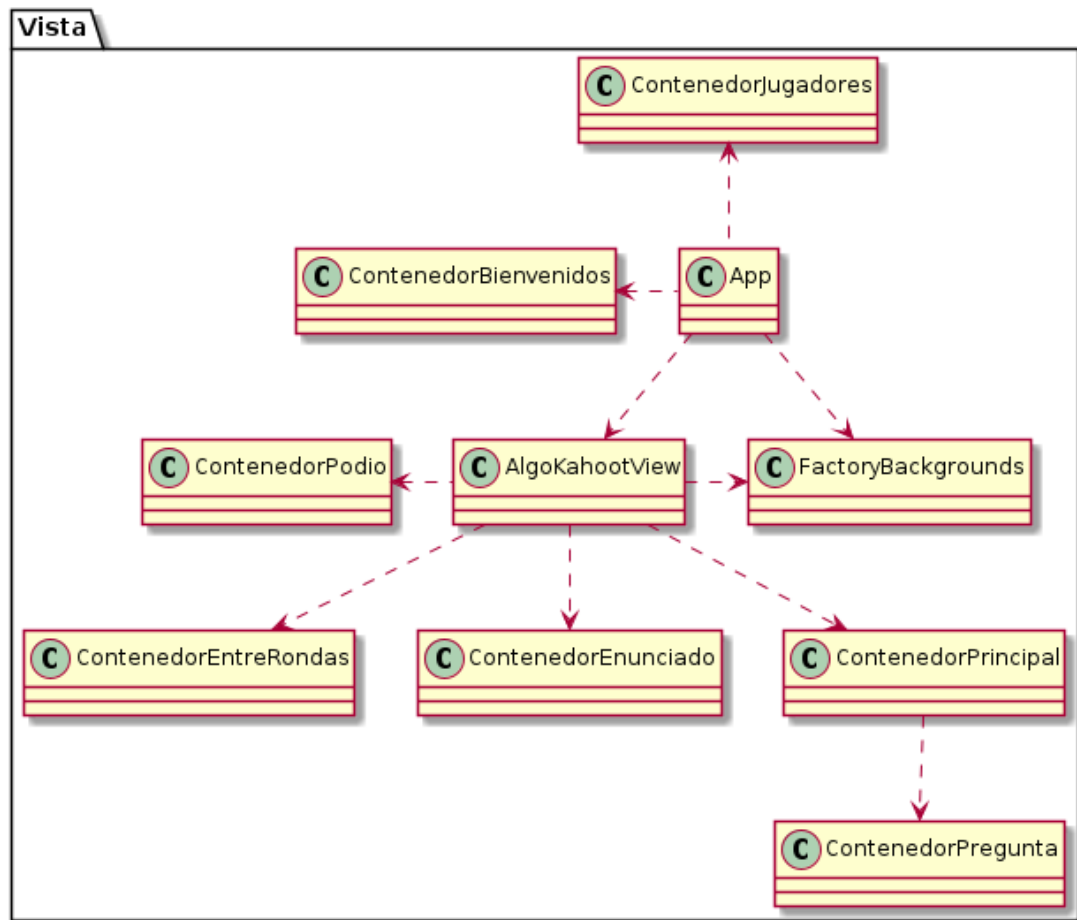 Vista
C ContenedorJugadores
C ContenedorBienvenidos
C App
C ContenedorPodio
C AlgoKahootView
C FactoryBackgrounds
C ContenedorEntreRondas
C ContenedorEnunciado
C ContenedorPrincipal
C ContenedorPregunta